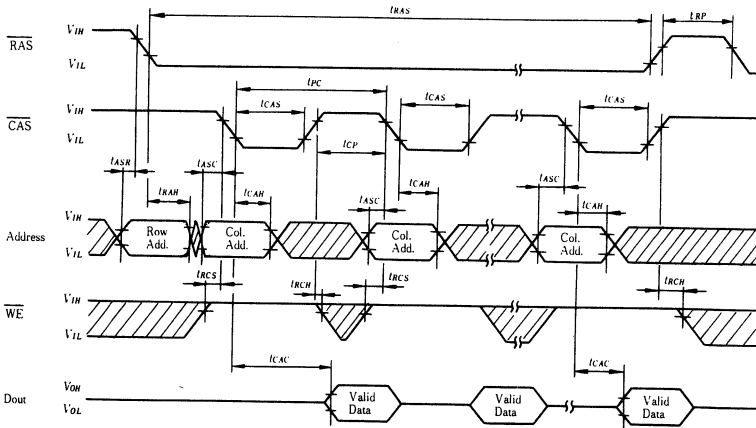 tRAS
tRP
RAS
VIH
VIL
tPC
tCAS
tCAS
tCAS
CAS
VIH
VIL
tCP
tASR
tASC
tRAH
tCAH
tASC
tCAH
tASC
tCAH
Address
VIH
VIL
Row Add.
Col. Add.
Col. Add.
Col. Add.
tRCS
tRCH
tRCS
tRCH
WE
VIH
VIL
tCAC
tCAC
Dout
VOH
VOL
Valid Data
Valid Data
Valid Data